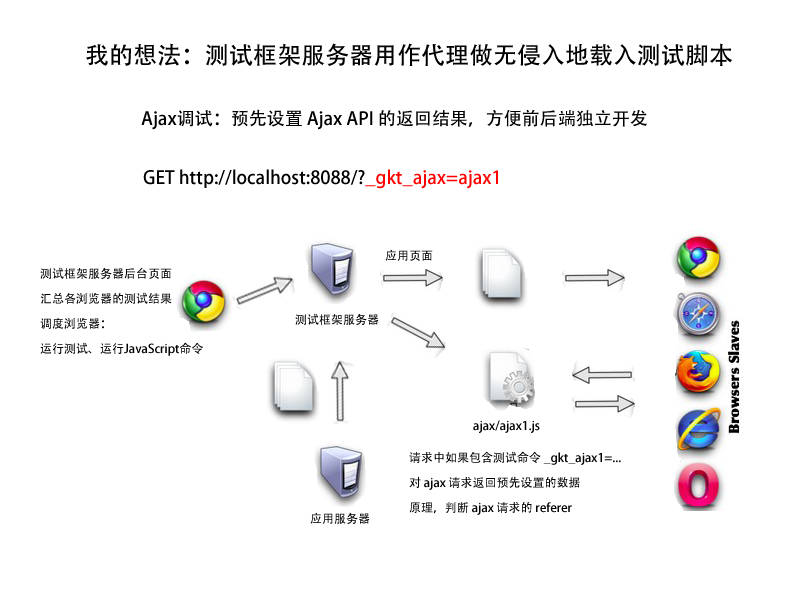 我的想法：测试框架服务器用作代理做无侵入地载入测试脚本
Ajax调试：预先设置 Ajax API 的返回结果，方便前后端独立开发
GET http://localhost:8088/?_gkt_ajax=ajax1
测试框架服务器后台页面
汇总各浏览器的测试结果
调度浏览器：
运行测试、运行JavaScript命令
测试框架服务器
应用页面
应用服务器
ajax/ajax1.js
请求中如果包含测试命令 _gkt_ajax1=...
对 ajax 请求返回预先设置的数据
原理，判断 ajax 请求的 referer
Browsers Slaves